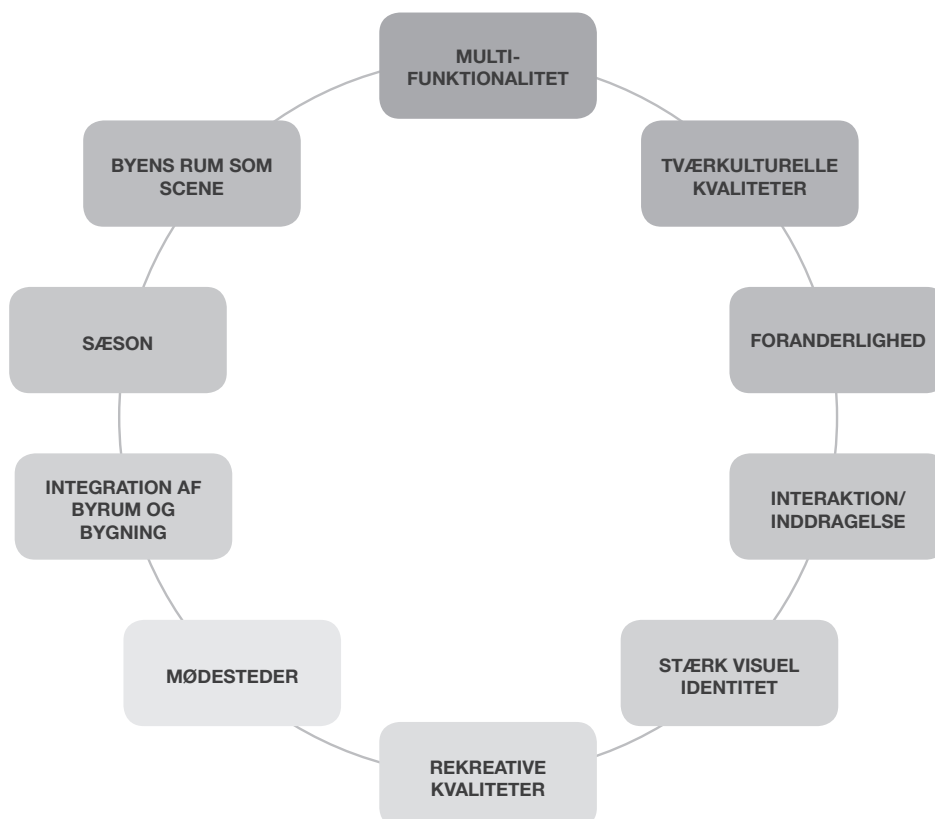 MULTI-
FUNKTIONALITET
TVÆRKULTURELLE
KVALITETER
FORANDERLIGHED
INTERAKTION/
INDDRAGELSE
STÆRK VISUEL
IDENTITET
REKREATIVE
KVALITETER
MØDESTEDER
INTEGRATION AF
BYRUM OG
BYGNING
SÆSON
BYENS RUM SOM
SCENE